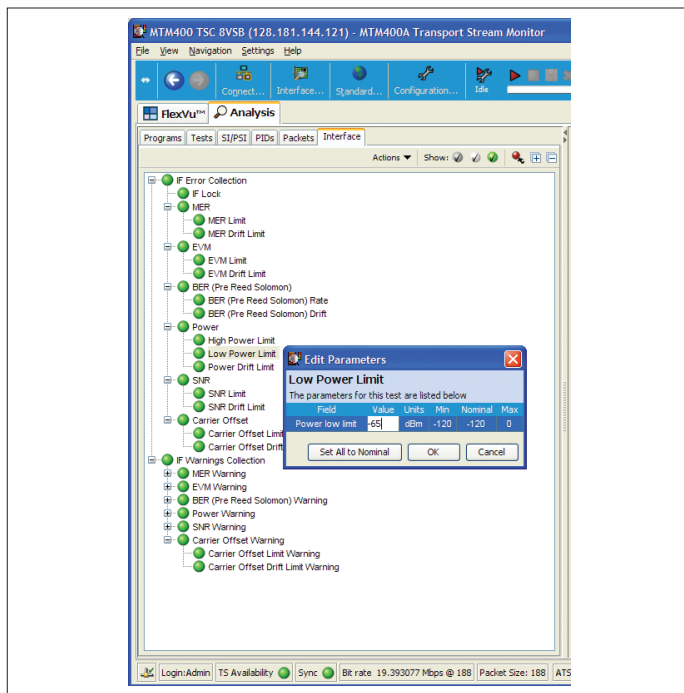 MTM400 TSC 8VSB (128.181.144.121) - MTM400A Transport Stream Monitor
File View Navigation Settings Help
Connect... Interface... Standard... Configuration... Idle
FlexVu™ Analysis
Programs Tests SI/PSI PIDs Packets Interface
Actions Show:
IF Error Collection
IF Lock
MER
MER Limit
MER Drift Limit
EVM
EVM Limit
EVM Drift Limit
BER (Pre Reed Solomon)
BER (Pre Reed Solomon) Rate
BER (Pre Reed Solomon) Drift
Power
High Power Limit
Low Power Limit
Power Drift Limit
SNR
SNR Limit
SNR Drift Limit
Carrier Offset
Carrier Offset Limit
Carrier Offset Drift
IF Warnings Collection
MER Warning
EVM Warning
BER (Pre Reed Solomon) Warning
Power Warning
SNR Warning
Carrier Offset Warning
Carrier Offset Limit Warning
Carrier Offset Drift Limit Warning
Edit Parameters
Low Power Limit
The parameters for this test are listed below
Field Value Units Min Nominal Max
Power low limit -65 dBm -120 -120 0
Set All to Nominal OK Cancel
Login:Admin TS Availability Sync Bit rate 19.393077 Mbps @ 188 Packet Size: 188 ATS